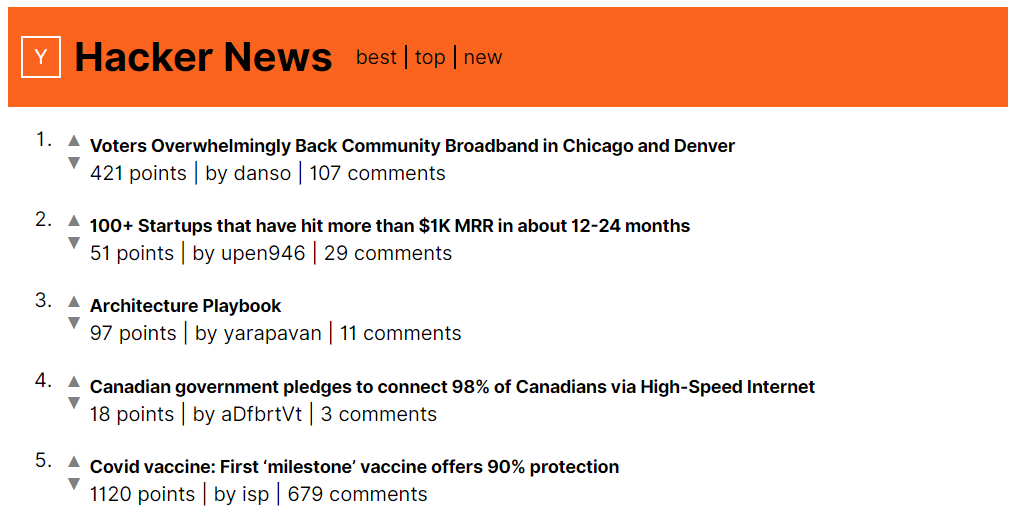 Y Hacker News best | top | new
1. ▲ Voters Overwhelmingly Back Community Broadband in Chicago and Denver
▼ 421 points | by danso | 107 comments
2. ▲ 100+ Startups that have hit more than $1K MRR in about 12-24 months
▼ 51 points | by upen946 | 29 comments
3. ▲ Architecture Playbook
▼ 97 points | by yarapavan | 11 comments
4. ▲ Canadian government pledges to connect 98% of Canadians via High-Speed Internet
▼ 18 points | by aDfbrtVt | 3 comments
5. ▲ Covid vaccine: First ‘milestone’ vaccine offers 90% protection
▼ 1120 points | by isp | 679 comments